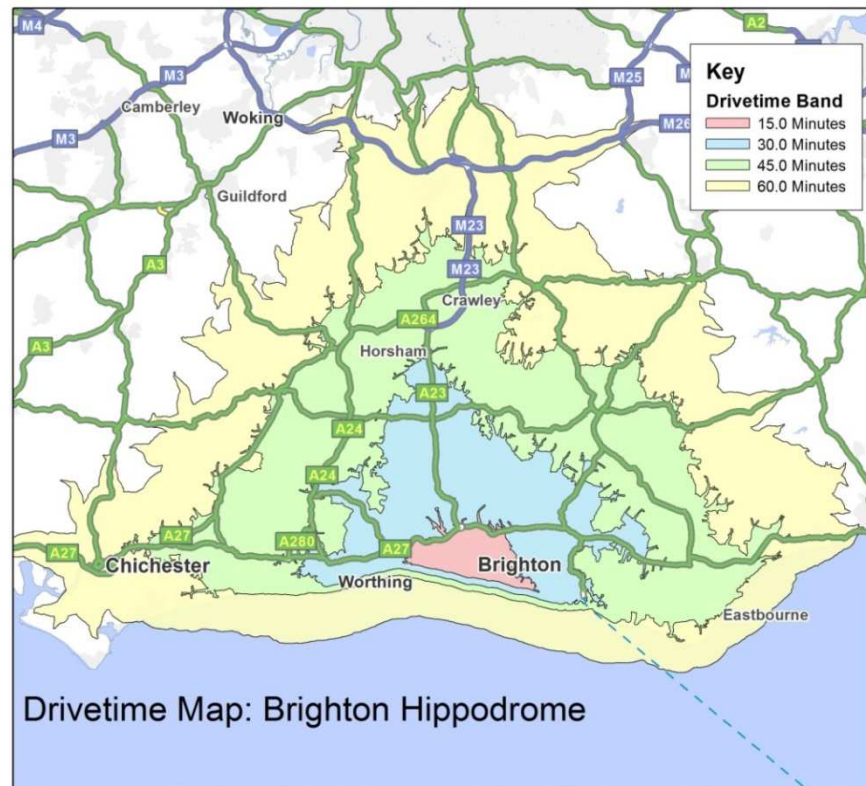 M4
A2
M3
Camberley
M3
Woking
M25
M26
Guildford
A3
A3
M23
M23
Crawley
A264
Horsham
A23
A24
A24
A27
A27
A280
A27
Chichester
Worthing
Brighton
Eastbourne
Key
Drivetime Band
15.0 Minutes
30.0 Minutes
45.0 Minutes
60.0 Minutes
Drivetime Map: Brighton Hippodrome